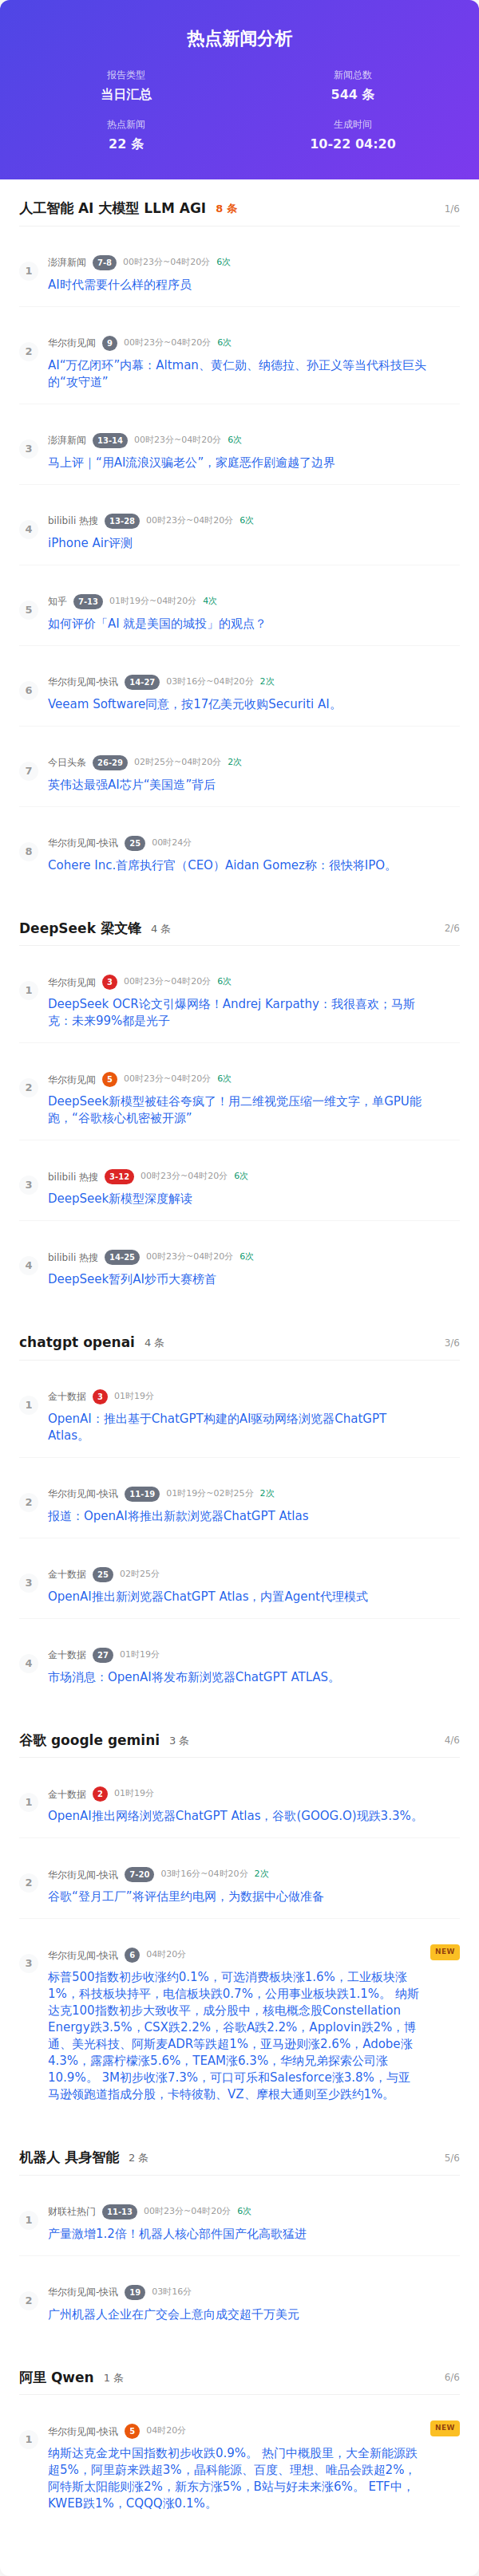 热点新闻分析
报告类型
当日汇总
新闻总数
544 条
热点新闻
22 条
生成时间
10-22 04:20
人工智能 AI 大模型 LLM AGI 8 条 1/6
1
澎湃新闻 7-8 00时23分~04时20分 6次
AI时代需要什么样的程序员
2
华尔街见闻 9 00时23分~04时20分 6次
AI“万亿闭环”内幕：Altman、黄仁勋、纳德拉、孙正义等当代科技巨头
的“攻守道”
3
澎湃新闻 13-14 00时23分~04时20分 6次
马上评｜“用AI流浪汉骗老公”，家庭恶作剧逾越了边界
4
bilibili 热搜 13-28 00时23分~04时20分 6次
iPhone Air评测
5
知乎 7-13 01时19分~04时20分 4次
如何评价「AI 就是美国的城投」的观点？
6
华尔街见闻-快讯 14-27 03时16分~04时20分 2次
Veeam Software同意，按17亿美元收购Securiti AI。
7
今日头条 26-29 02时25分~04时20分 2次
英伟达最强AI芯片“美国造”背后
8
华尔街见闻-快讯 25 00时24分
Cohere Inc.首席执行官（CEO）Aidan Gomez称：很快将IPO。
DeepSeek 梁文锋 4 条 2/6
1
华尔街见闻 3 00时23分~04时20分 6次
DeepSeek OCR论文引爆网络！Andrej Karpathy：我很喜欢；马斯
克：未来99%都是光子
2
华尔街见闻 5 00时23分~04时20分 6次
DeepSeek新模型被硅谷夸疯了！用二维视觉压缩一维文字，单GPU能
跑，“谷歌核心机密被开源”
3
bilibili 热搜 3-12 00时23分~04时20分 6次
DeepSeek新模型深度解读
4
bilibili 热搜 14-25 00时23分~04时20分 6次
DeepSeek暂列AI炒币大赛榜首
chatgpt openai 4 条 3/6
1
金十数据 3 01时19分
OpenAI：推出基于ChatGPT构建的AI驱动网络浏览器ChatGPT
Atlas。
2
华尔街见闻-快讯 11-19 01时19分~02时25分 2次
报道：OpenAI将推出新款浏览器ChatGPT Atlas
3
金十数据 25 02时25分
OpenAI推出新浏览器ChatGPT Atlas，内置Agent代理模式
4
金十数据 27 01时19分
市场消息：OpenAI将发布新浏览器ChatGPT ATLAS。
谷歌 google gemini 3 条 4/6
1
金十数据 2 01时19分
OpenAI推出网络浏览器ChatGPT Atlas，谷歌(GOOG.O)现跌3.3%。
2
华尔街见闻-快讯 7-20 03时16分~04时20分 2次
谷歌“登月工厂”将评估里约电网，为数据中心做准备
3
华尔街见闻-快讯 6 04时20分 NEW
标普500指数初步收涨约0.1%，可选消费板块涨1.6%，工业板块涨
1%，科技板块持平，电信板块跌0.7%，公用事业板块跌1.1%。 纳斯
达克100指数初步大致收平，成分股中，核电概念股Constellation
Energy跌3.5%，CSX跌2.2%，谷歌A跌2.2%，Applovin跌2%，博
通、美光科技、阿斯麦ADR等跌超1%，亚马逊则涨2.6%，Adobe涨
4.3%，露露柠檬涨5.6%，TEAM涨6.3%，华纳兄弟探索公司涨
10.9%。 3M初步收涨7.3%，可口可乐和Salesforce涨3.8%，与亚
马逊领跑道指成分股，卡特彼勒、VZ、摩根大通则至少跌约1%。
机器人 具身智能 2 条 5/6
1
财联社热门 11-13 00时23分~04时20分 6次
产量激增1.2倍！机器人核心部件国产化高歌猛进
2
华尔街见闻-快讯 19 03时16分
广州机器人企业在广交会上意向成交超千万美元
阿里 Qwen 1 条 6/6
1
华尔街见闻-快讯 5 04时20分 NEW
纳斯达克金龙中国指数初步收跌0.9%。 热门中概股里，大全新能源跌
超5%，阿里蔚来跌超3%，晶科能源、百度、理想、唯品会跌超2%，
阿特斯太阳能则涨2%，新东方涨5%，B站与好未来涨6%。 ETF中，
KWEB跌1%，CQQQ涨0.1%。